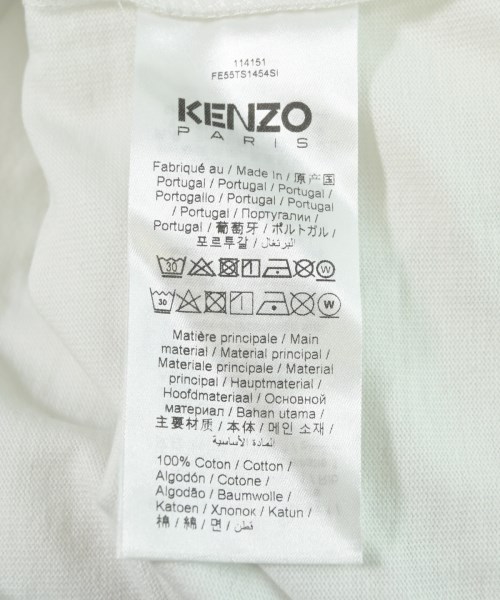 114151
FE55TS1454SI
KENZO
PARIS
Fabriqué au / Made in / 原产国
Portugal / Portugal / Portugal /
Portogallo / Portugal / Portugal
/ Portugal / Португалии /
Portugal / 葡萄牙 / ポルトガル /
포르투갈 / البرتغال
30 W
30 W
Matière principale / Main
material / Material principal /
Materiale principale / Material
principal / Hauptmaterial /
Hoofdmateriaal / Основной
материал / Bahan utama /
主要材质 / 本体 / 메인 소재 /
المادة الأساسية
100% Coton / Cotton /
Algodón / Cotone /
Algodão / Baumwolle /
Katoen / Хлопок / Katun /
棉 / 綿 / 면 / قطن